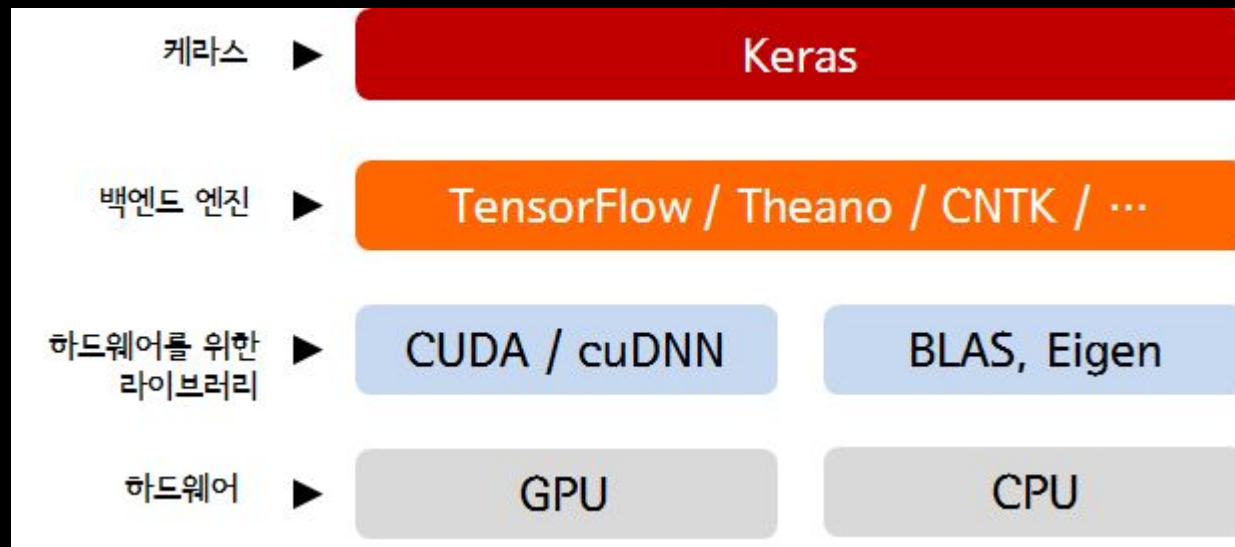 케라스 ▶ Keras
백엔드 엔진 ▶ TensorFlow / Theano / CNTK / ···
하드웨어를 위한
라이브러리 ▶ CUDA / cuDNN BLAS, Eigen
하드웨어 ▶ GPU CPU